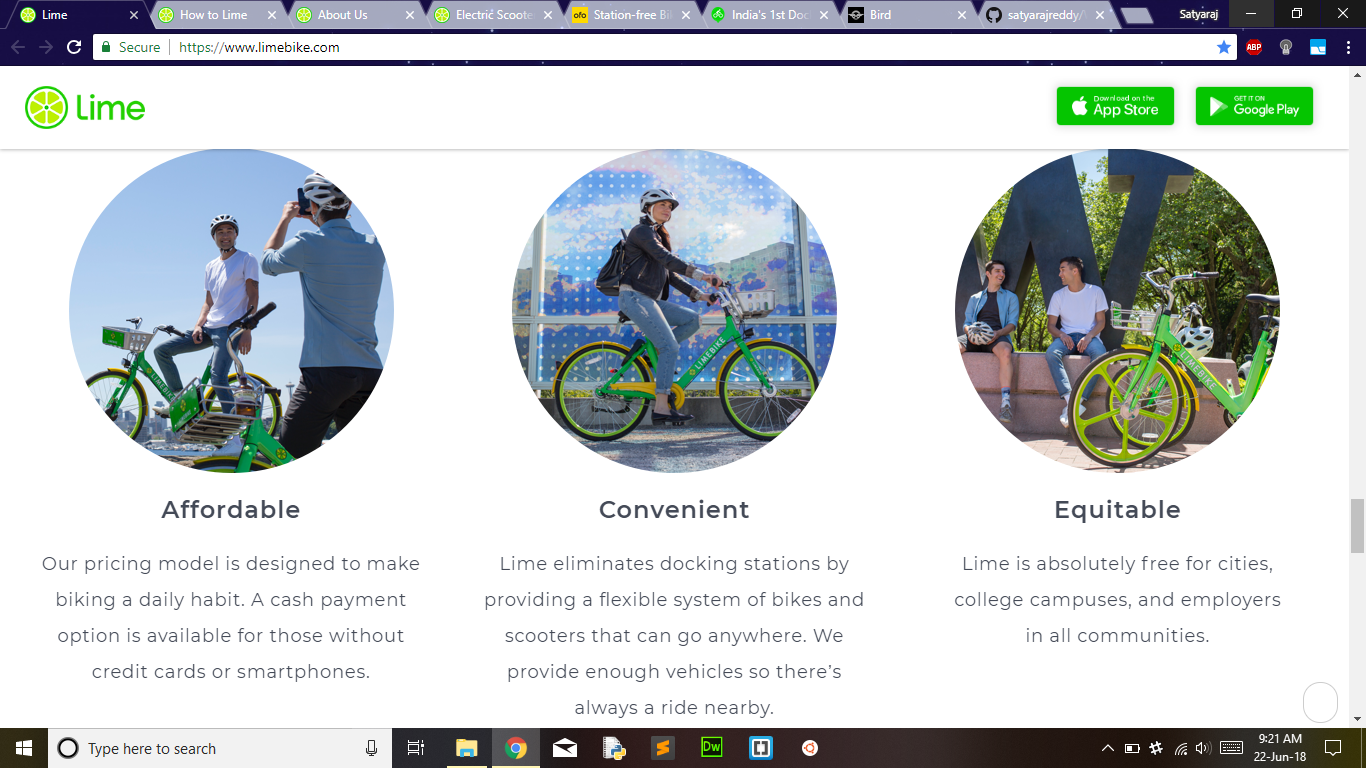 Lime
How to Lime
About Us
Electric Scoote
Station-free Bi
India's 1st Doc
Bird
satyarajreddy/
Satyaraj
Secure
https://www.limebike.com
ABP
Lime
Download on the
App Store
GET IT ON
Google Play
LIMEBIKE
LIMEBIKE
LIMEBIKE
Affordable
Convenient
Equitable
Our pricing model is designed to make
biking a daily habit. A cash payment
option is available for those without
credit cards or smartphones.
Lime eliminates docking stations by
providing a flexible system of bikes and
scooters that can go anywhere. We
provide enough vehicles so there’s
always a ride nearby.
Lime is absolutely free for cities,
college campuses, and employers
in all communities.
Type here to search
Dw
9:21 AM
22-Jun-18